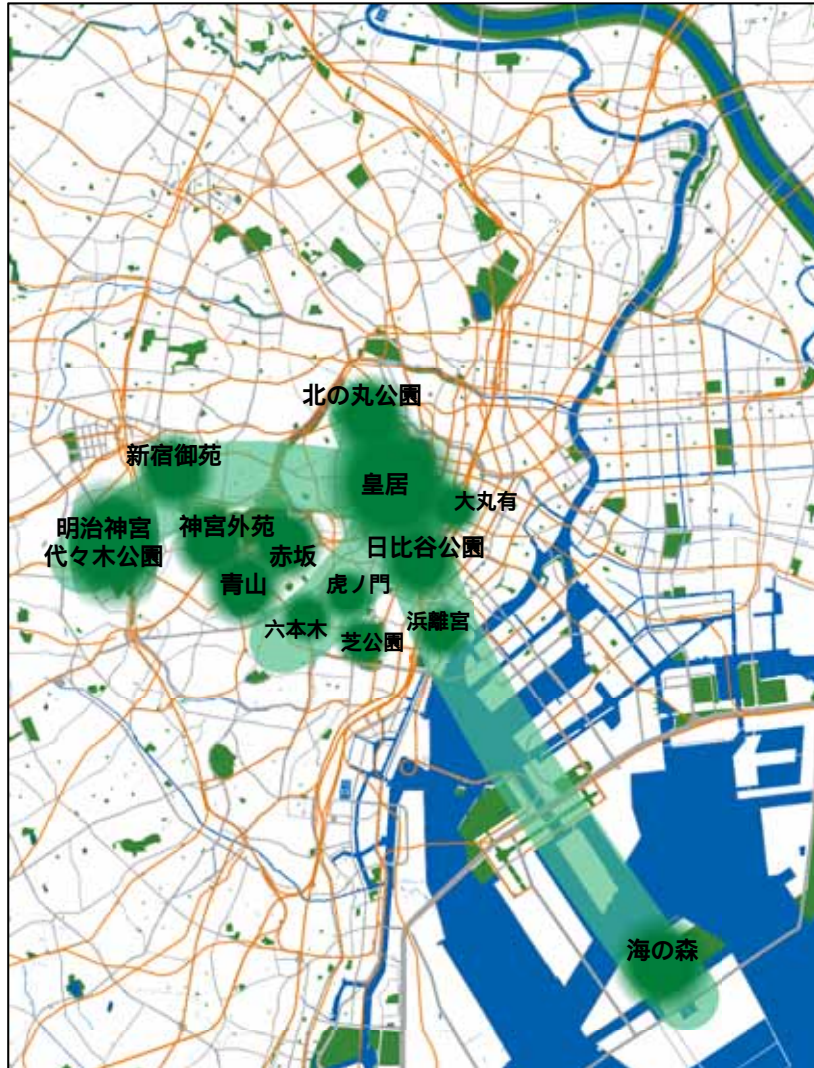 北の丸公園
新宿御苑
皇居
大丸有
明治神宮
代々木公園
神宮外苑
赤坂
日比谷公園
青山
虎ノ門
六本木
芝公園
浜離宮
海の森